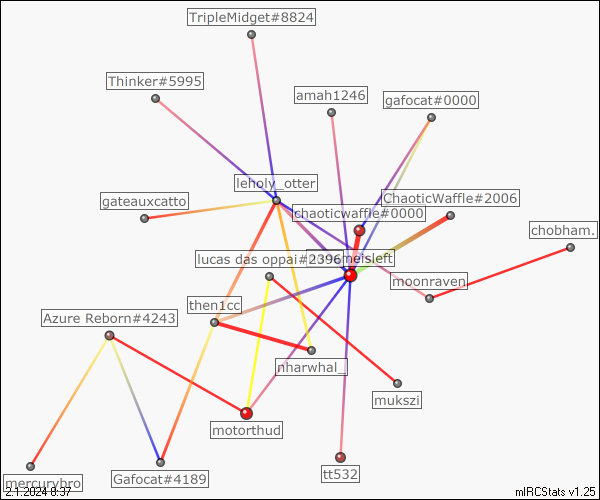 TripleMidget#8824
Thinker#5995
amah1246
gafocat#0000
leholy_otter
ChaoticWaffle#2006
gateauxcatto
chaoticwaffle#0000
chobham.
lucas das oppai#2396
moonraven
then1cc
Azure Reborn#4243
nharwhal_
mukszi
motorthud
tt532
mercurybro
Gafocat#4189
2.1.2024 8:37
mIRCStats v1.25